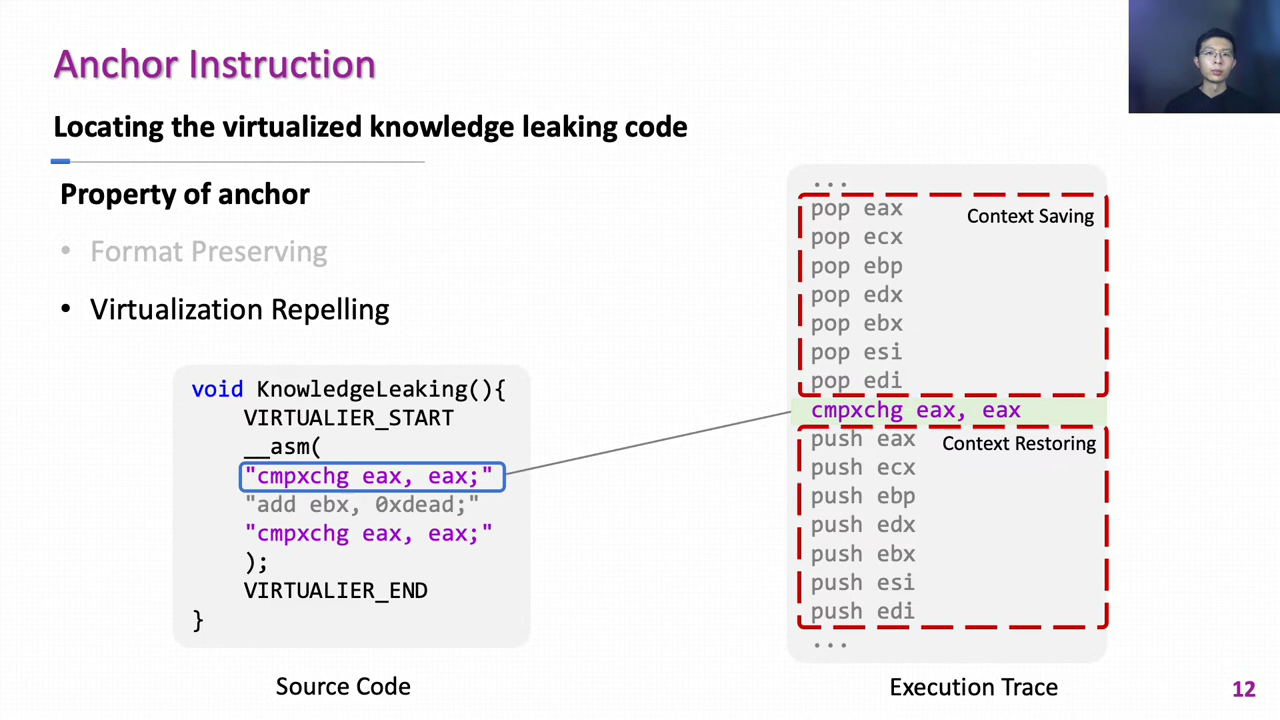 Anchor Instruction
Locating the virtualized knowledge leaking code
Property of anchor
• Format Preserving
• Virtualization Repelling
void KnowledgeLeaking(){
VIRTUALIER_START
__asm(
"cmpxchg eax, eax;"
"add ebx, 0xdead;"
"cmpxchg eax, eax;"
);
VIRTUALIER_END
}
Source Code
...
pop eax
Context Saving
pop ecx
pop ebp
pop edx
pop ebx
pop esi
pop edi
cmpxchg eax, eax
push eax
Context Restoring
push ecx
push ebp
push edx
push ebx
push esi
push edi
...
Execution Trace
12